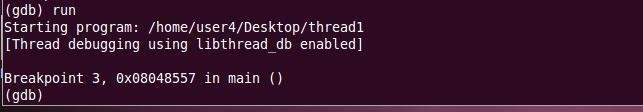 (gdb) run
Starting program: /home/user4/Desktop/thread1
[Thread debugging using libthread_db enabled]
Breakpoint 3, 0x08048557 in main ()
(gdb)